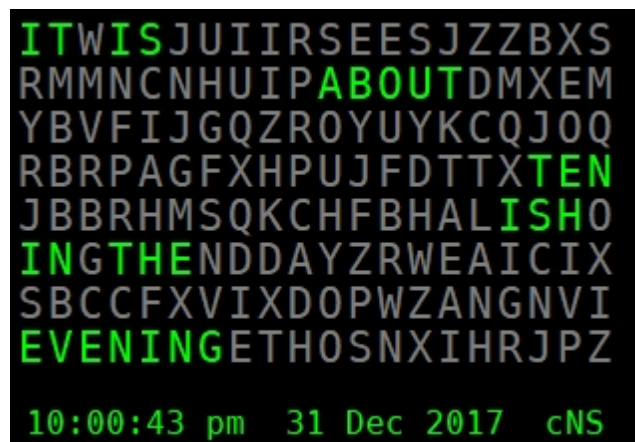 ITWISJUIIRSEESJZZBXS
RMMNCNHUIPABOUTDMXEM
YBVFIJGQZROYUYKCQJOQ
RBRPAGFXHPUJFDTTXTEN
JBBRHMSQKCHFBHALISHO
INGTHENDDAYZRWEAICIX
SBCCFXVIXDOPWZANGNVI
EVENINGETHOSNXIHRJPZ
10:00:43 pm 31 Dec 2017 cNS